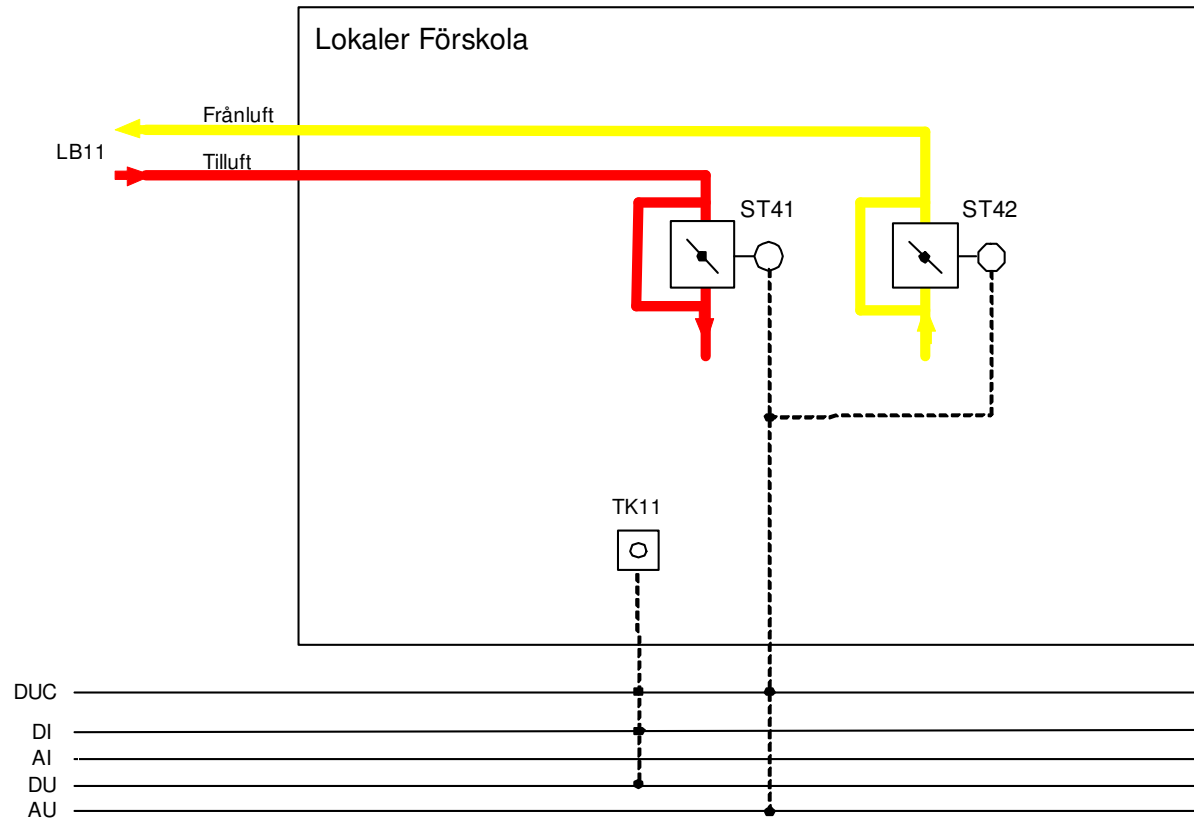 Lokaler Förskola
Frånluft
LB11
Tilluft
ST41
ST42
TK11
DUC
DI
AI
DU
AU